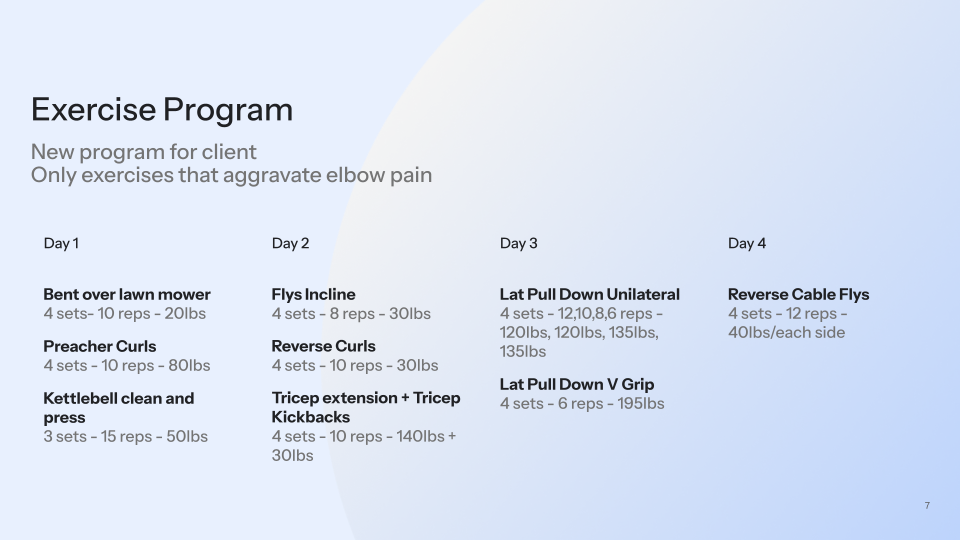 Exercise Program
New program for client
Only exercises that aggravate elbow pain
Day 1
Bent over lawn mower
4 sets- 10 reps - 20lbs
Preacher Curls
4 sets - 10 reps - 80lbs
Kettlebell clean and
press
3 sets - 15 reps - 50lbs
Day 2
Flys Incline
4 sets - 8 reps - 30lbs
Reverse Curls
4 sets - 10 reps - 30lbs
Tricep extension + Tricep
Kickbacks
4 sets - 10 reps - 140lbs +
30lbs
Day 3
Lat Pull Down Unilateral
4 sets - 12,10,8,6 reps -
120lbs, 120lbs, 135lbs,
135lbs
Lat Pull Down V Grip
4 sets - 6 reps - 195lbs
Day 4
Reverse Cable Flys
4 sets - 12 reps -
40lbs/each side
7